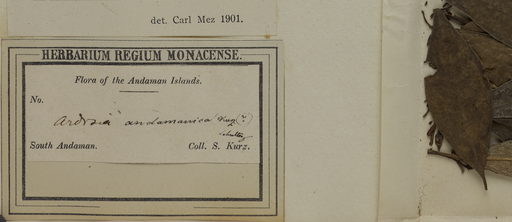 det. Carl Mez 1901.
HERBARIUM REGIUM MONACENSE.
Flora of the Andaman Islands.
No.
Ardisia andamanica Kurz (?)
South Andaman. Coll. S. Kurz.